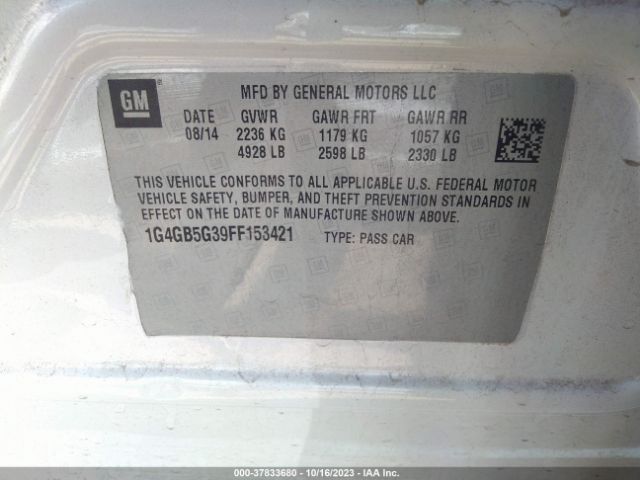 GM ®
MFD BY GENERAL MOTORS LLC
DATE GVWR GAWR FRT GAWR RR
08/14 2236 KG 1179 KG 1057 KG
4928 LB 2598 LB 2330 LB
THIS VEHICLE CONFORMS TO ALL APPLICABLE U.S. FEDERAL MOTOR
VEHICLE SAFETY, BUMPER, AND THEFT PREVENTION STANDARDS IN
EFFECT ON THE DATE OF MANUFACTURE SHOWN ABOVE.
1G4GB5G39FF153421 TYPE: PASS CAR
000-37833680 - 10/16/2023 - IAA Inc.